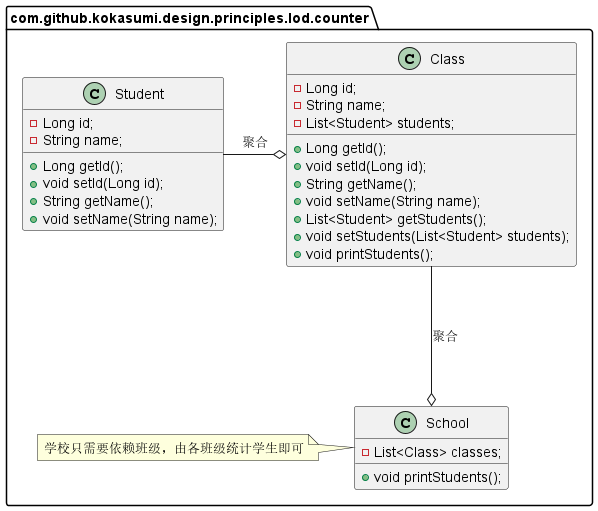 com.github.kokasumi.design.principles.lod.counter
C Student
Long id;
String name;
Long getId();
void setId(Long id);
String getName();
void setName(String name);
聚合
C Class
Long id;
String name;
List<Student> students;
Long getId();
void setId(Long id);
String getName();
void setName(String name);
List<Student> getStudents();
void setStudents(List<Student> students);
void printStudents();
聚合
学校只需要依赖班级，由各班级统计学生即可
C School
List<Class> classes;
void printStudents();